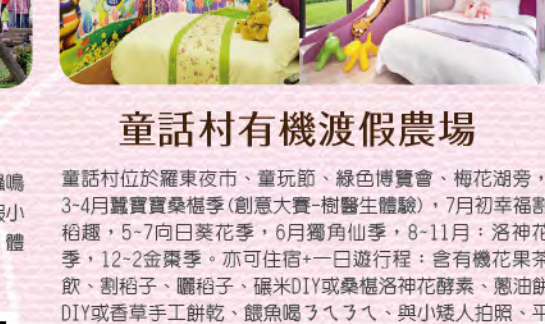 童話村有機渡假農場
鳴
小
體
童話村位於羅東夜市、童玩節、綠色博覽會、梅花湖旁，
3~4月蠶寶寶桑椹季(創意大賽-樹醫生體驗)，7月初幸福割
稻趣，5~7向日葵花季，6月獨角仙季，8~11月：洛神花
季，12~2金棗季。亦可住宿+一日遊行程：含有機花果茶
飲、割稻子、曬稻子、碾米DIY或桑椹洛神花酵素、蔥油餅
DIY或香草手工餅乾、餵魚喝ㄋㄟㄋㄟ、與小矮人拍照、平